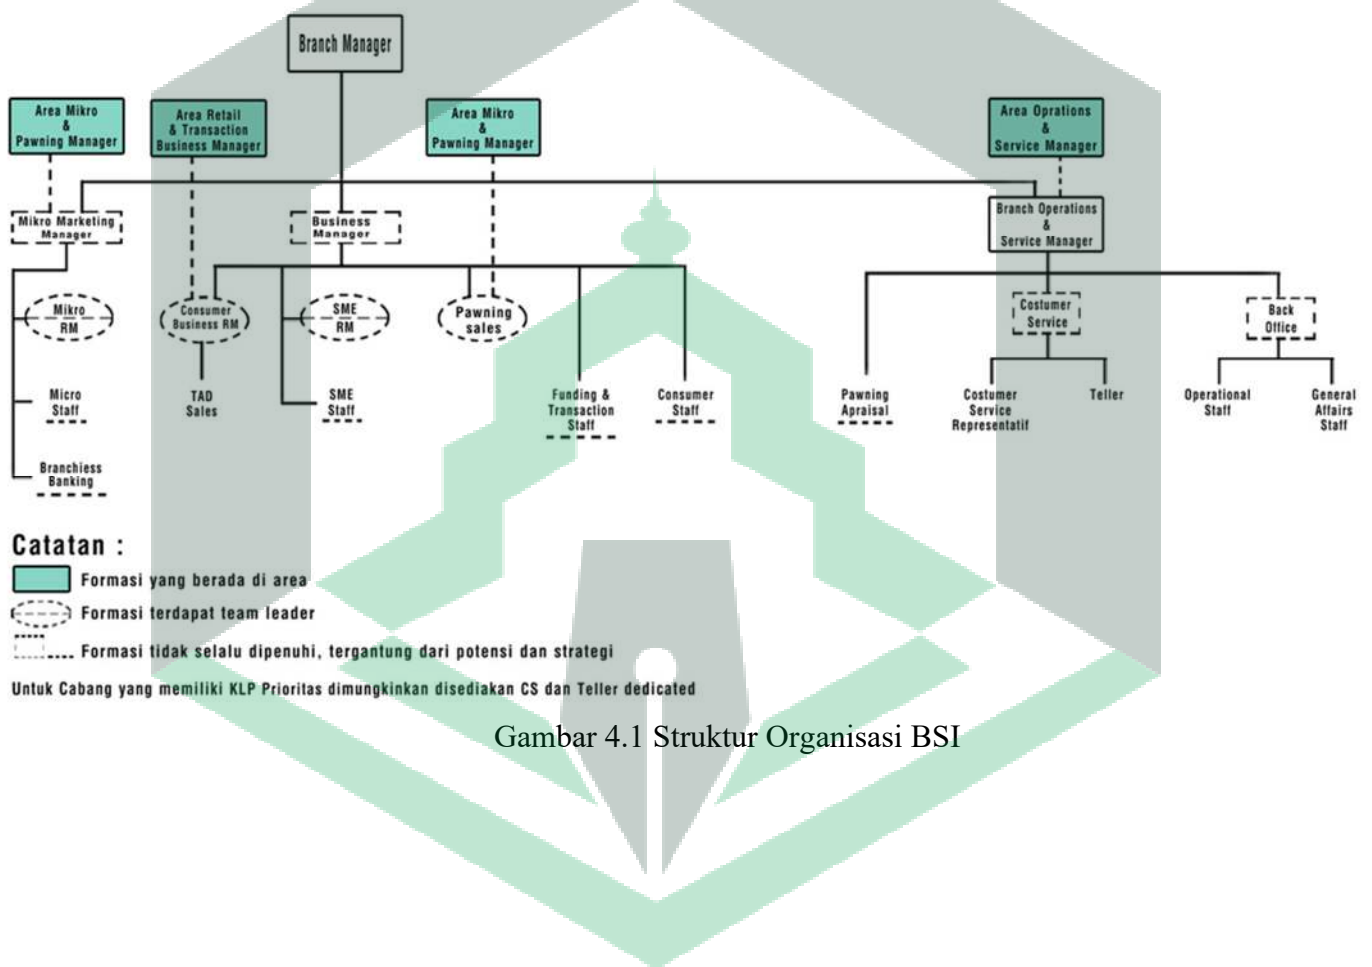 Branch Manager
Area Mikro
&
Pawning Manager
Area Retail
& Transaction
Business Manager
Area Mikro
&
Pawning Manager
Area Oprations
&
Service Manager
Mikro Marketing
Manager
Business
Manager
Branch Operations
&
Service Manager
Mikro
RM
Consumer
Business RM
SME
RM
Pawning
sales
Costumer
Service
Back
Office
Micro
Staff
TAD
Sales
SME
Staff
Funding &
Transaction
Staff
Consumer
Staff
Pawning
Apraisal
Costumer
Service
Representatif
Teller
Operational
Staff
General
Affairs
Staff
Branchiess
Banking
Catatan :
Formasi yang berada di area
Formasi terdapat team leader
Formasi tidak selalu dipenuhi, tergantung dari potensi dan strategi
Untuk Cabang yang memiliki KLP Prioritas dimungkinkan disediakan CS dan Teller dedicated
Gambar 4.1 Struktur Organisasi BSI